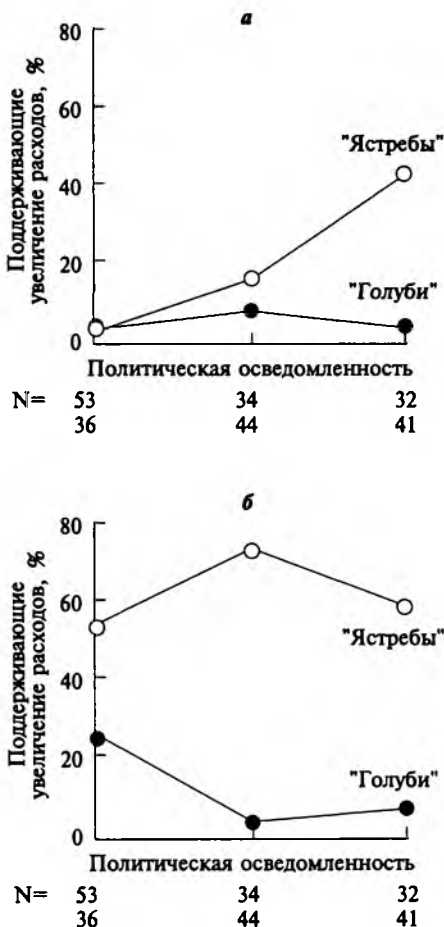 а
Поддерживающие
увеличение расходов, %
80
60
40
20
0
"Ястребы"
"Голуби"
Политическая осведомленность
N= 53 34 32
36 44 41
б
Поддерживающие
увеличение расходов, %
80
60
40
20
0
"Ястребы"
"Голуби"
Политическая осведомленность
N= 53 34 32
36 44 41